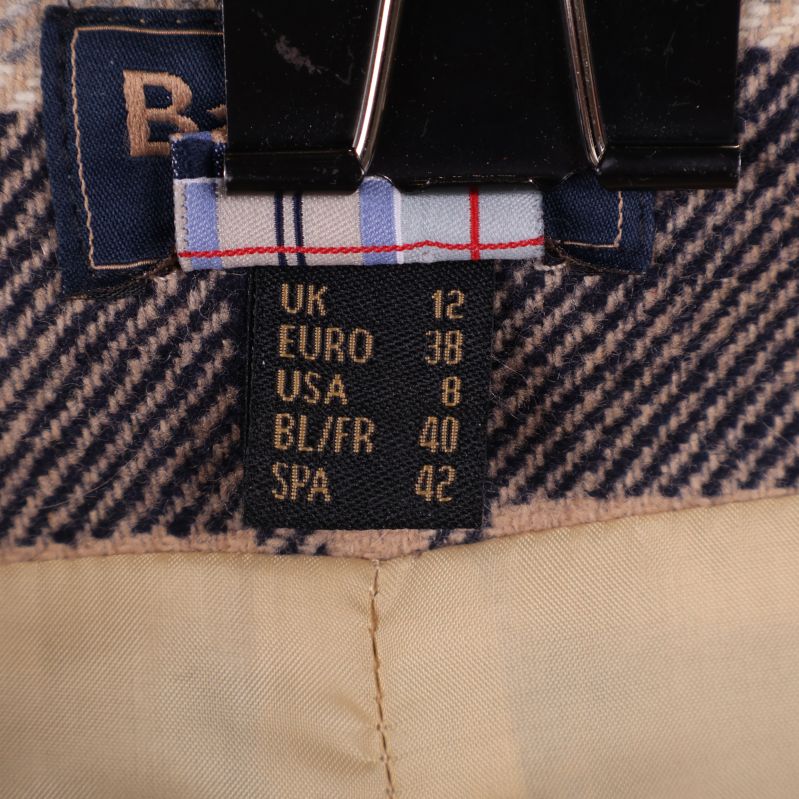 UK 12
EURO 38
USA 8
BL/FR 40
SPA 42